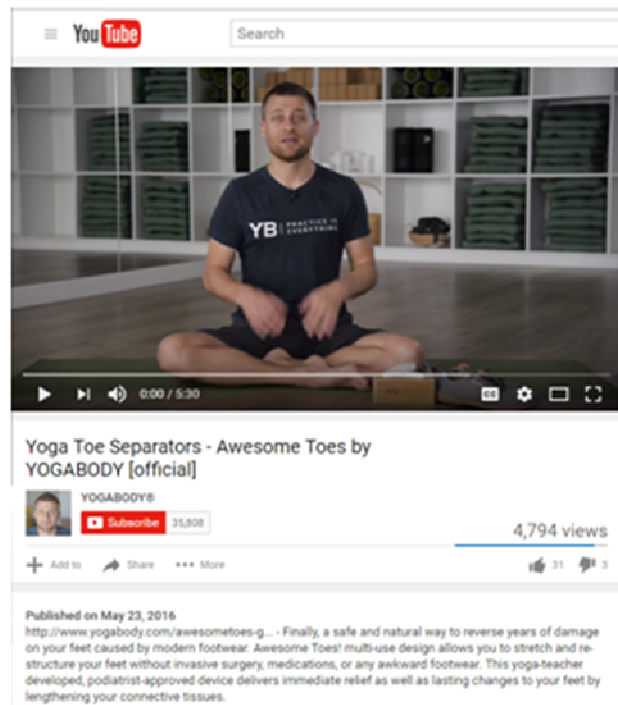 YouTube
Search
YB PRACTICE IS
EVERYTHING
0:00 / 5:30
CC
Yoga Toe Separators - Awesome Toes by
YOGABODY [official]
YOGABODY®
Subscribe 35,808
4,794 views
Add to Share More 31 3
Published on May 23, 2016
http://www.yogabody.com/awesometoes-g... - Finally, a safe and natural way to reverse years of damage
on your feet caused by modern footwear. Awesome Toes! multi-use design allows you to stretch and re-
structure your feet without invasive surgery, medications, or any awkward footwear. This yoga-teacher
developed, podiatrist-approved device delivers immediate relief as well as lasting changes to your feet by
lengthening your connective tissues.